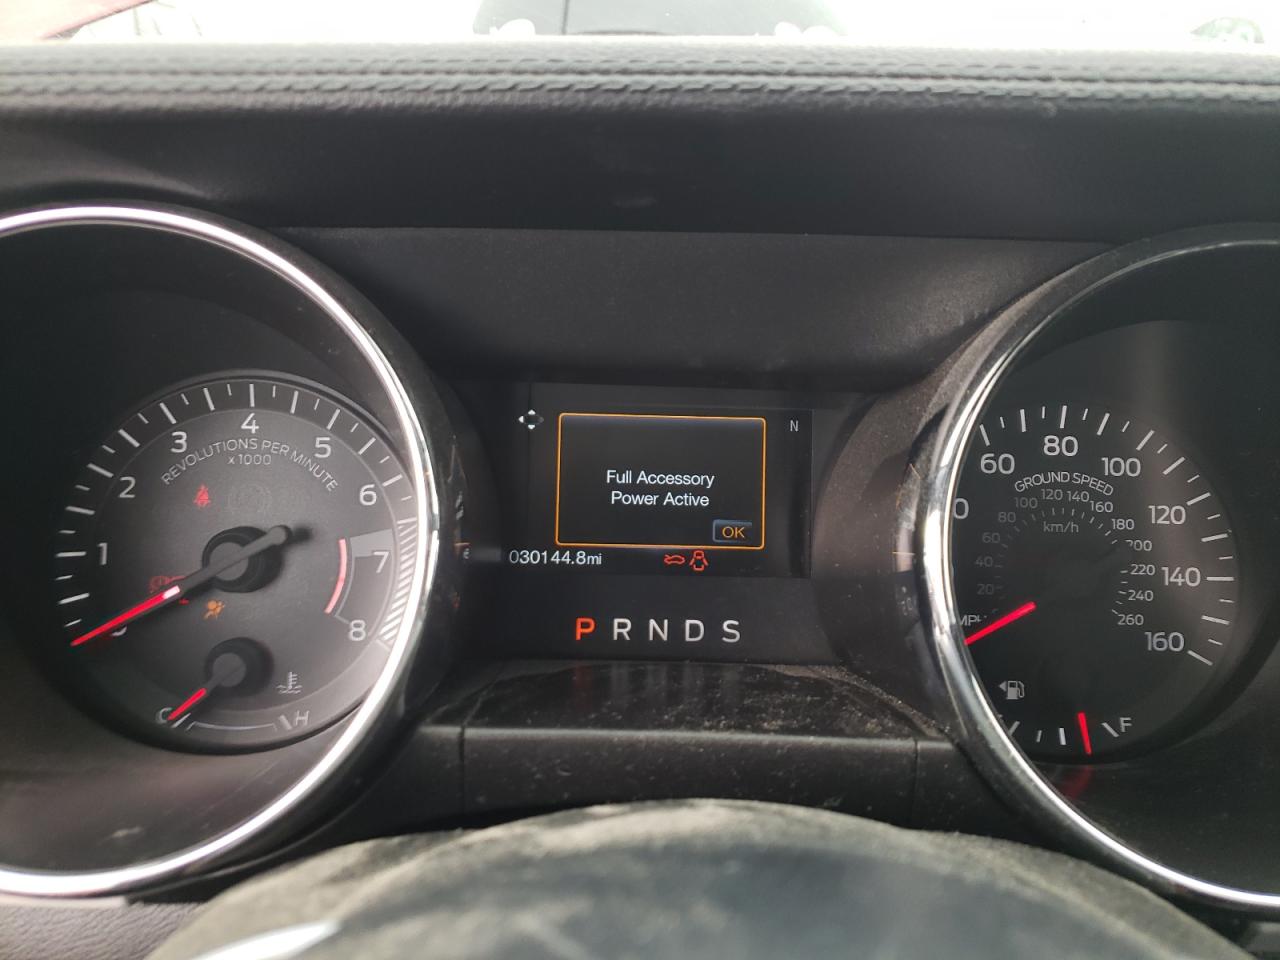 4
3 5
REVOLUTIONS PER MINUTE
x1000
2 6
1 7
8
C H
N
Full Accessory
Power Active
OK
030144.8mi
P R N D S
80
60 100
GROUND SPEED
100 120 140 160
80 km/h 180
0 120
60 200
40 220
140
20 240
MPH 260
160
F